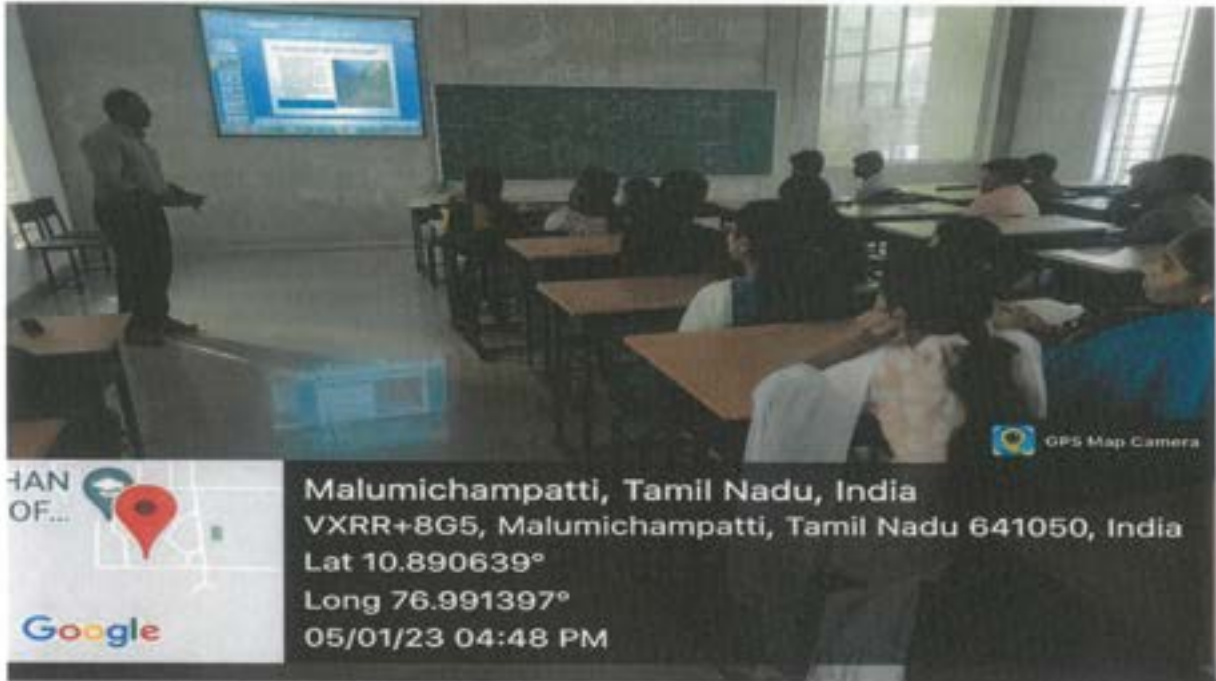 GPS Map Camera
HAN
OF...
Google
Malumichampatti, Tamil Nadu, India
VXRR+8G5, Malumichampatti, Tamil Nadu 641050, India
Lat 10.890639°
Long 76.991397°
05/01/23 04:48 PM